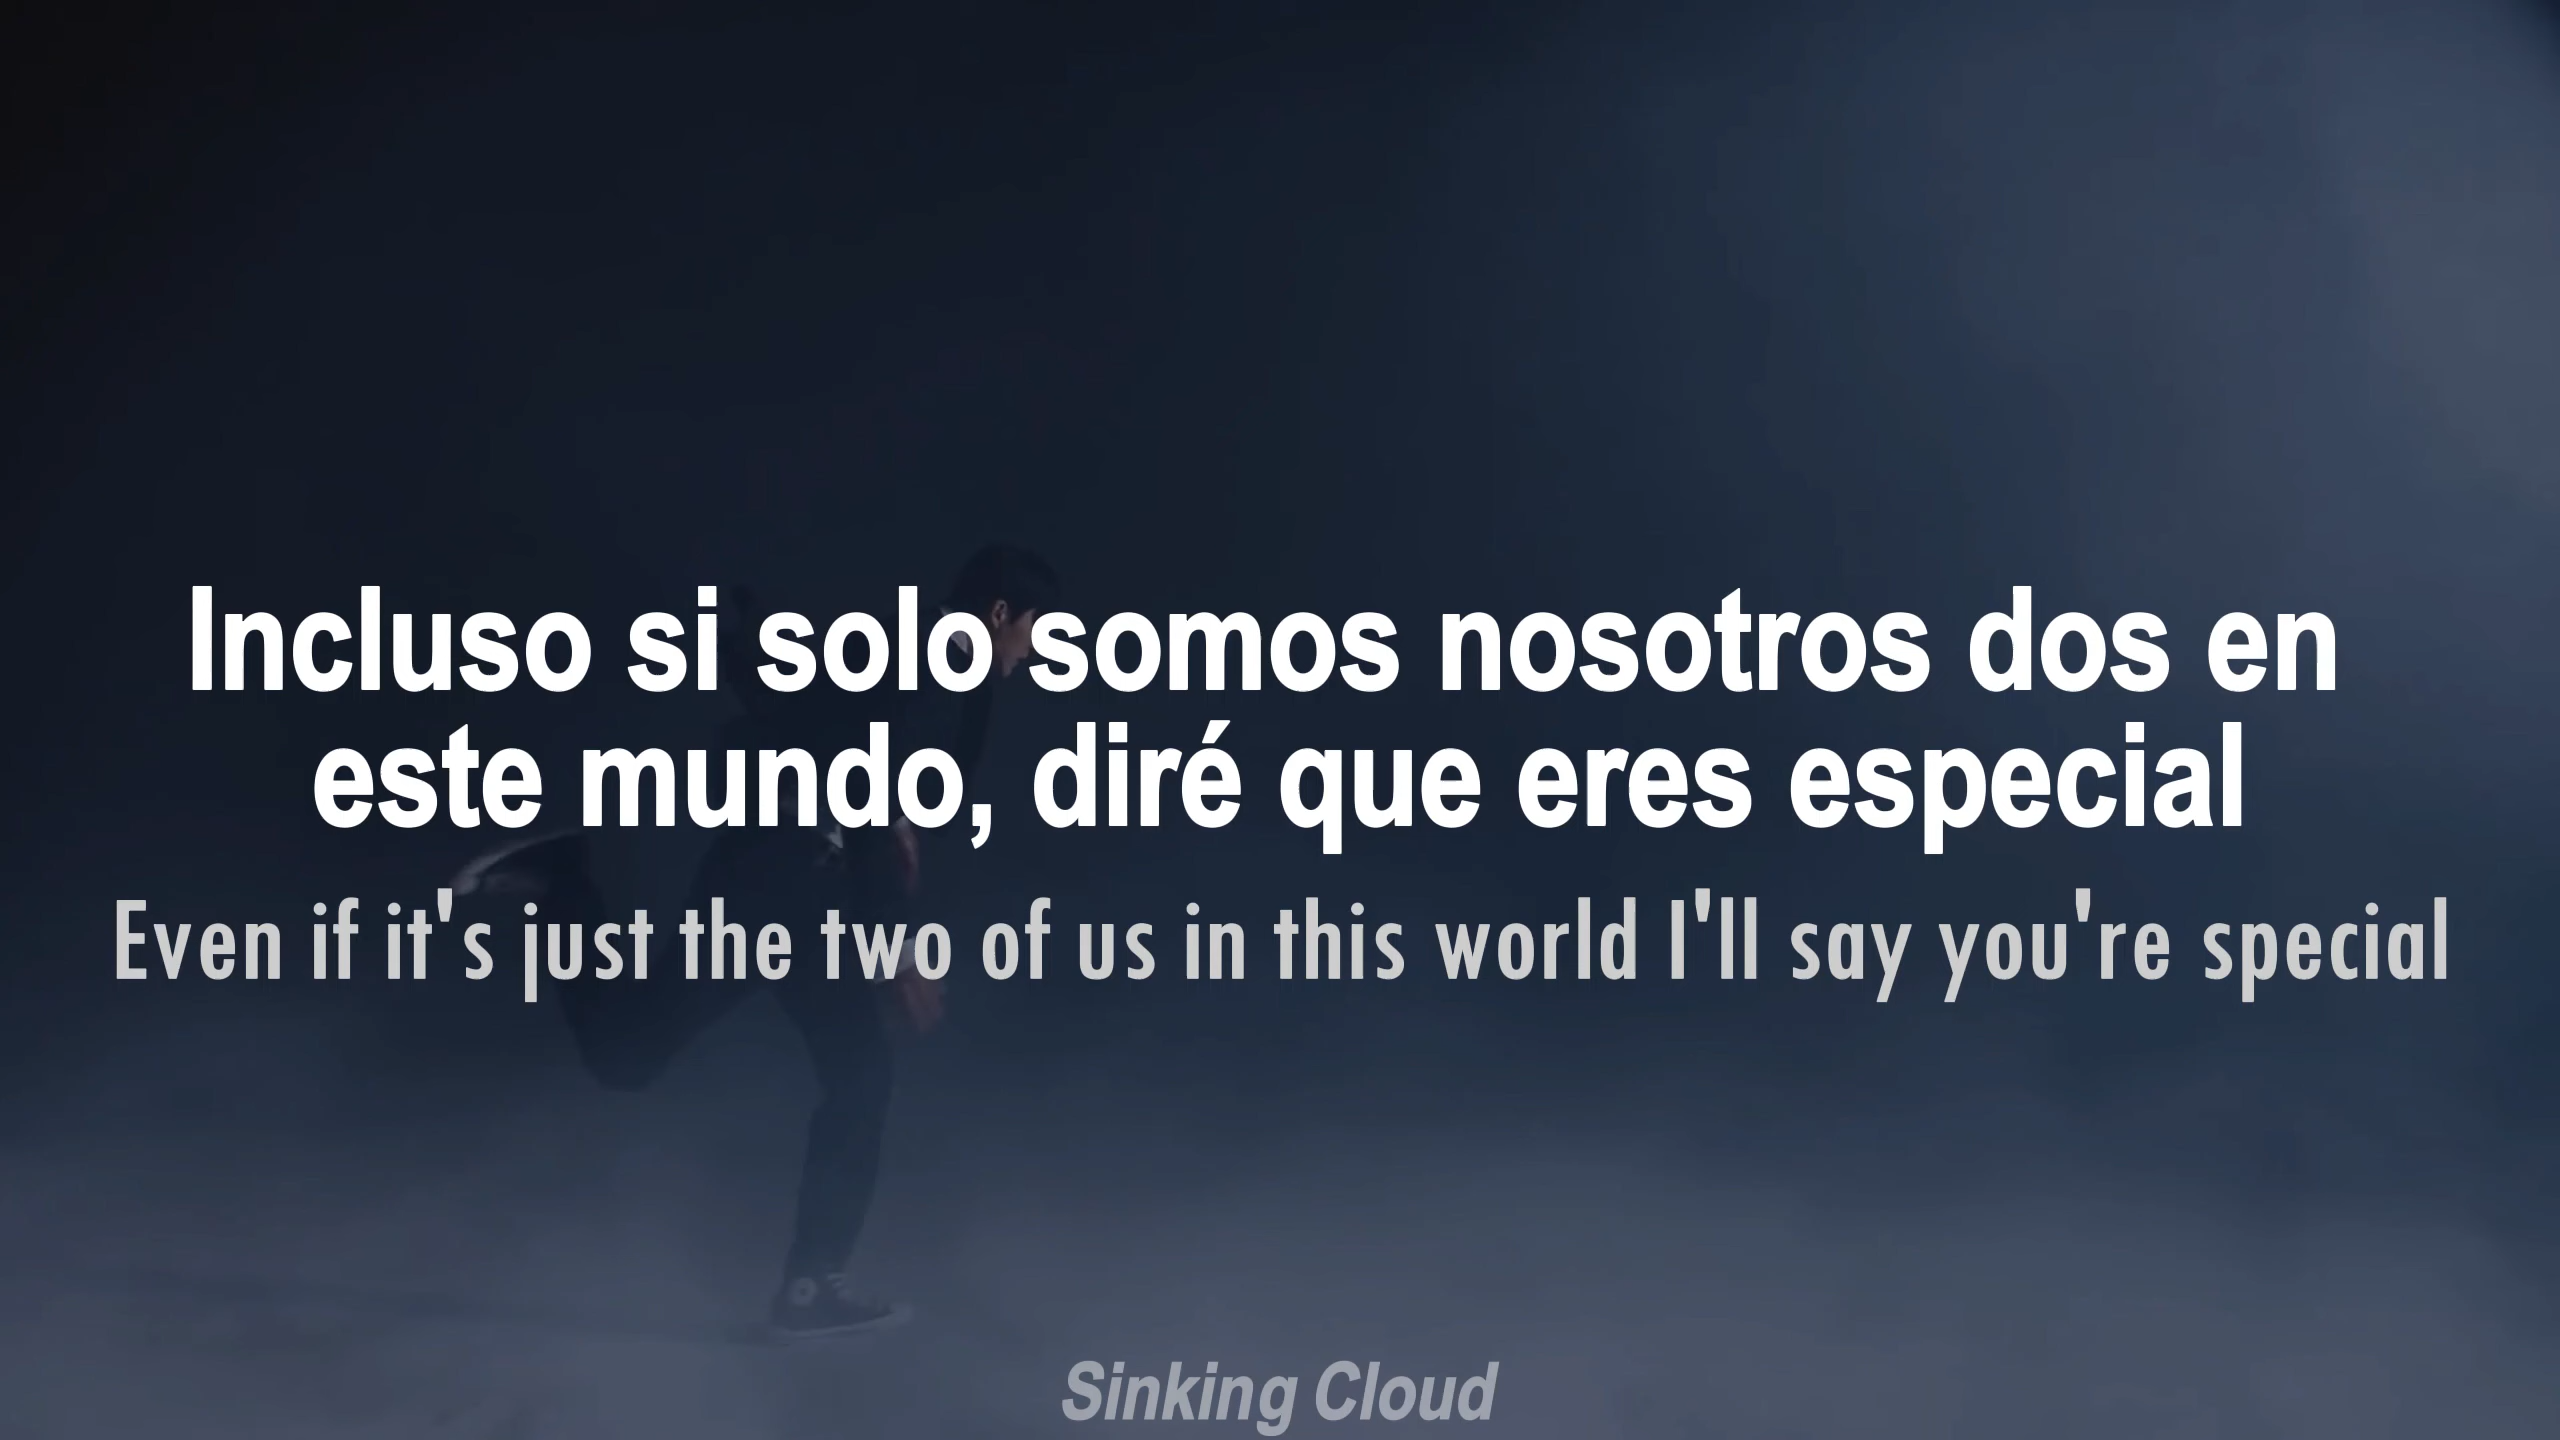 Incluso si solo somos nosotros dos en
este mundo, diré que eres especial
Even if it's just the two of us in this world I'll say you're special
Sinking Cloud